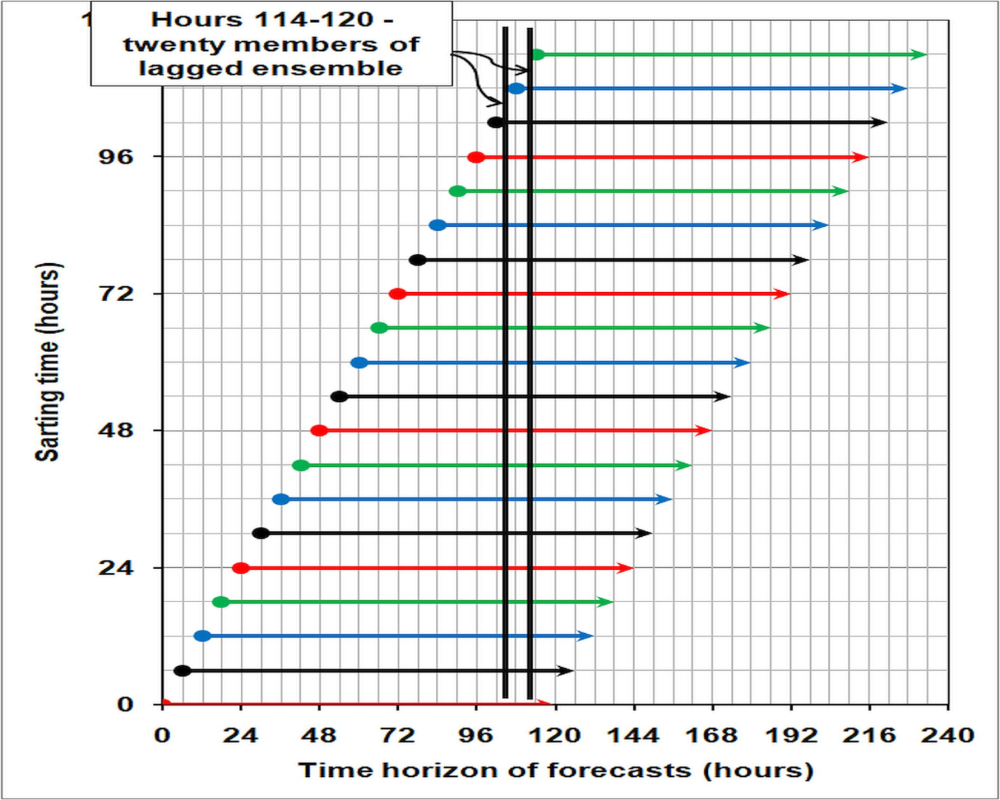 1
Hours 114-120 -
twenty members of
lagged ensemble
96
72
48
24
0
Sarting time (hours)
0 24 48 72 96 120 144 168 192 216 240
Time horizon of forecasts (hours)